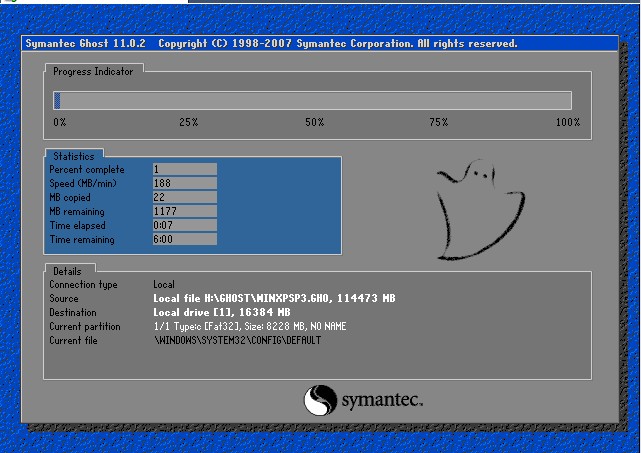 Symantec Ghost 11.0.2 Copyright (C) 1998-2007 Symantec Corporation. All rights reserved.
Progress Indicator
0% 25% 50% 75% 100%
Statistics
Percent complete 1
Speed (MB/min) 188
MB copied 22
MB remaining 1177
Time elapsed 0:07
Time remaining 6:00
Details
Connection type Local
Source Local file H:\GHOST\WINXPSP3.GHO, 114473 MB
Destination Local drive [1], 16384 MB
Current partition 1/1 Type:c [Fat32], Size: 8228 MB, NO NAME
Current file \WINDOWS\SYSTEM32\CONFIG\DEFAULT
symantec.